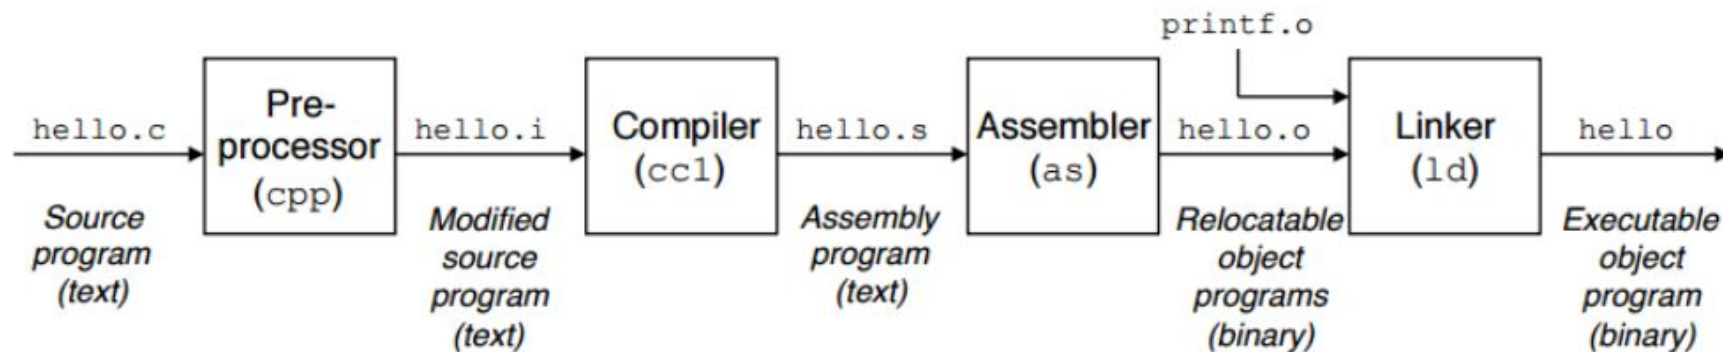 printf.o
hello.c
Pre-
processor
(cpp)
hello.i
Compiler
(cc1)
hello.s
Assembler
(as)
hello.o
Linker
(ld)
hello
Source
program
(text)
Modified
source
program
(text)
Assembly
program
(text)
Relocatable
object
programs
(binary)
Executable
object
program
(binary)